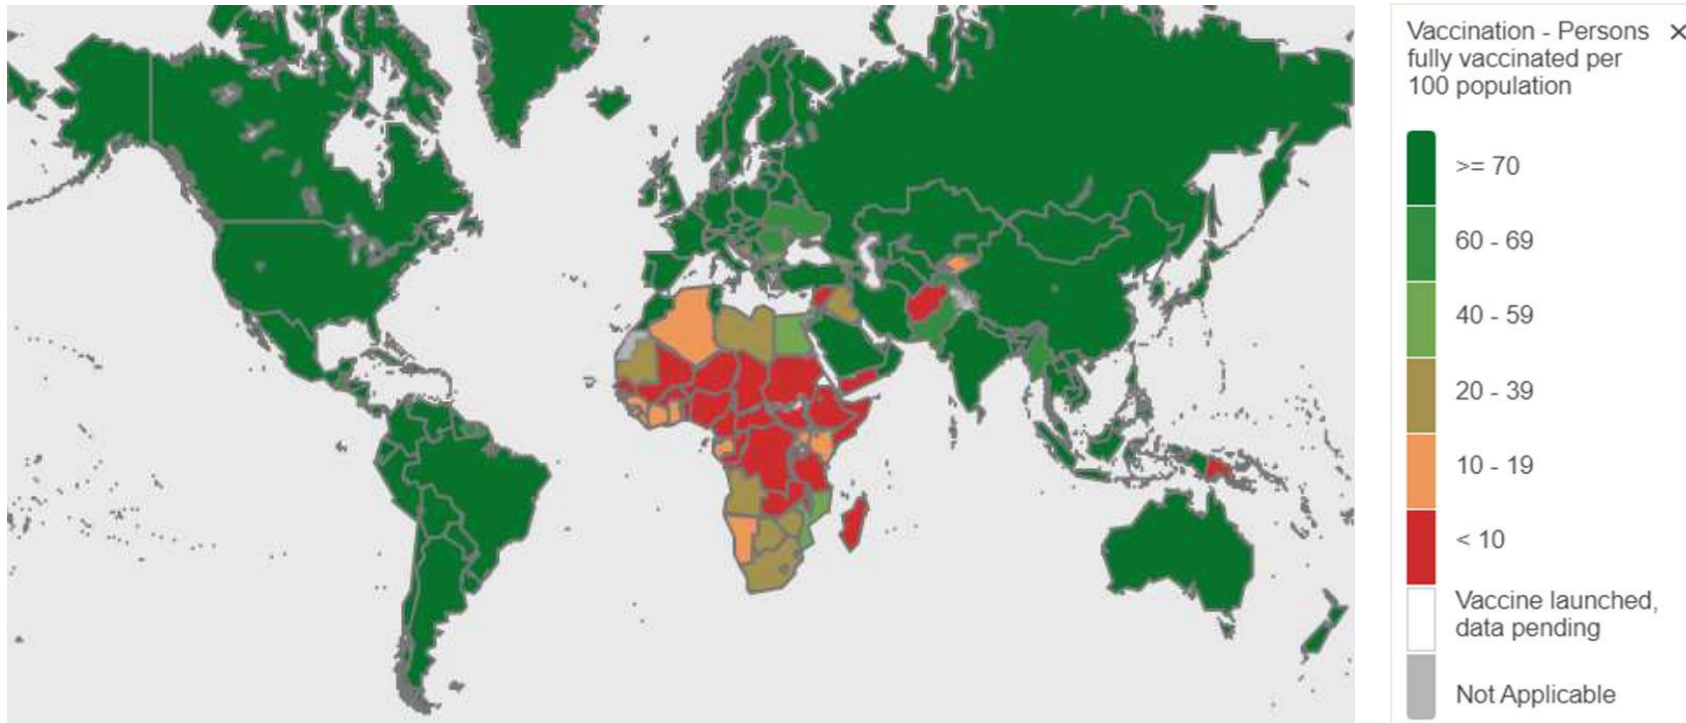 Vaccination - Persons
fully vaccinated per
100 population
>= 70
60 - 69
40 - 59
20 - 39
10 - 19
< 10
Vaccine launched,
data pending
Not Applicable